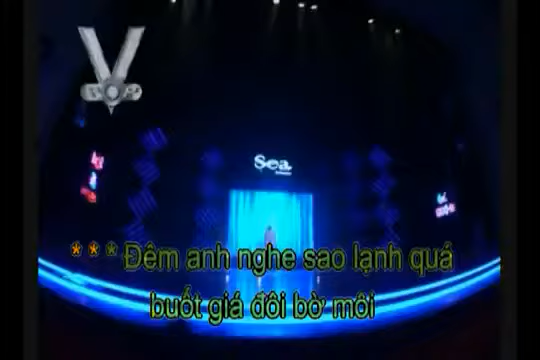 Sea
* * * Đêm anh nghe sao lạnh quá
buốt giá đôi bờ môi